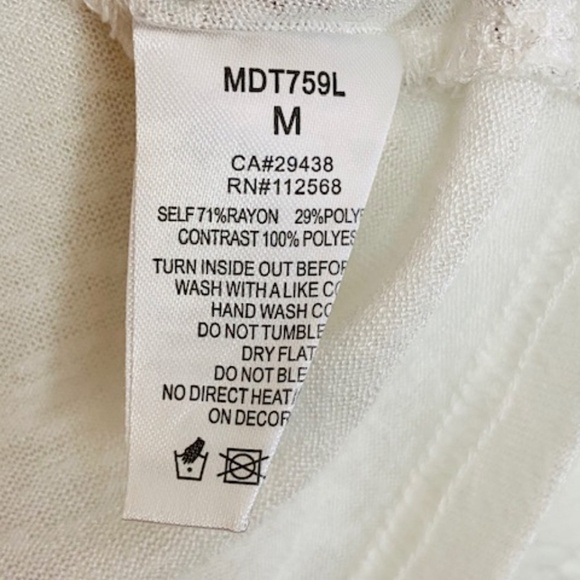 MDT759L
M
CA#29438
RN#112568
SELF 71%RAYON 29%POLY
CONTRAST 100% POLYES
TURN INSIDE OUT BEFOR
WASH WITH A LIKE CO
HAND WASH CO
DO NOT TUMBLE
DRY FLAT
DO NOT BLE
NO DIRECT HEAT
ON DECOR